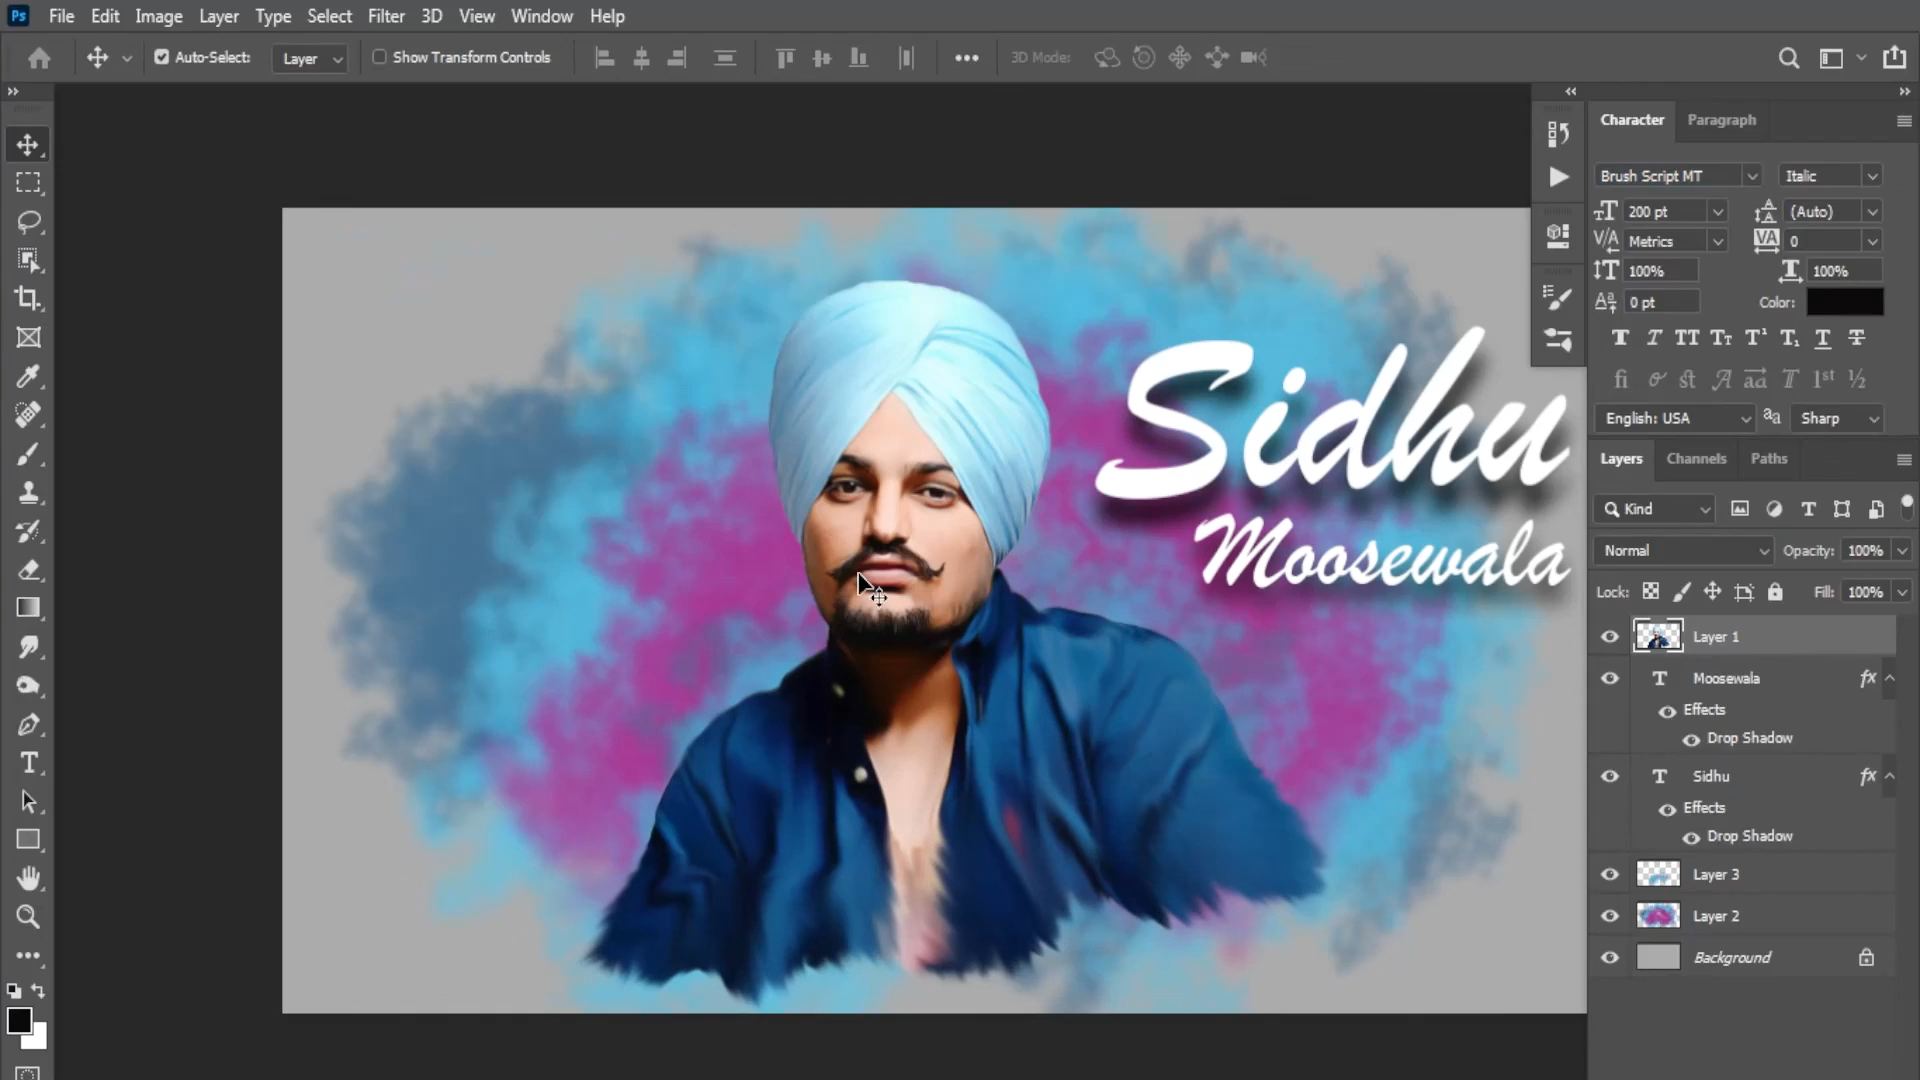 Ps File Edit Image Layer Type Select Filter 3D View Window Help
Auto-Select: Layer Show Transform Controls 3D Mode:
Character Paragraph
Brush Script MT Italic
200 pt (Auto)
Metrics 0
100% 100%
0 pt Color:
English: USA aa Sharp
Layers Channels Paths
Kind
Normal Opacity: 100%
Lock: Fill: 100%
Layer 1
Moosewala fx
Effects
Drop Shadow
Sidhu fx
Effects
Drop Shadow
Layer 3
Layer 2
Background
Sidhu
Moosewala